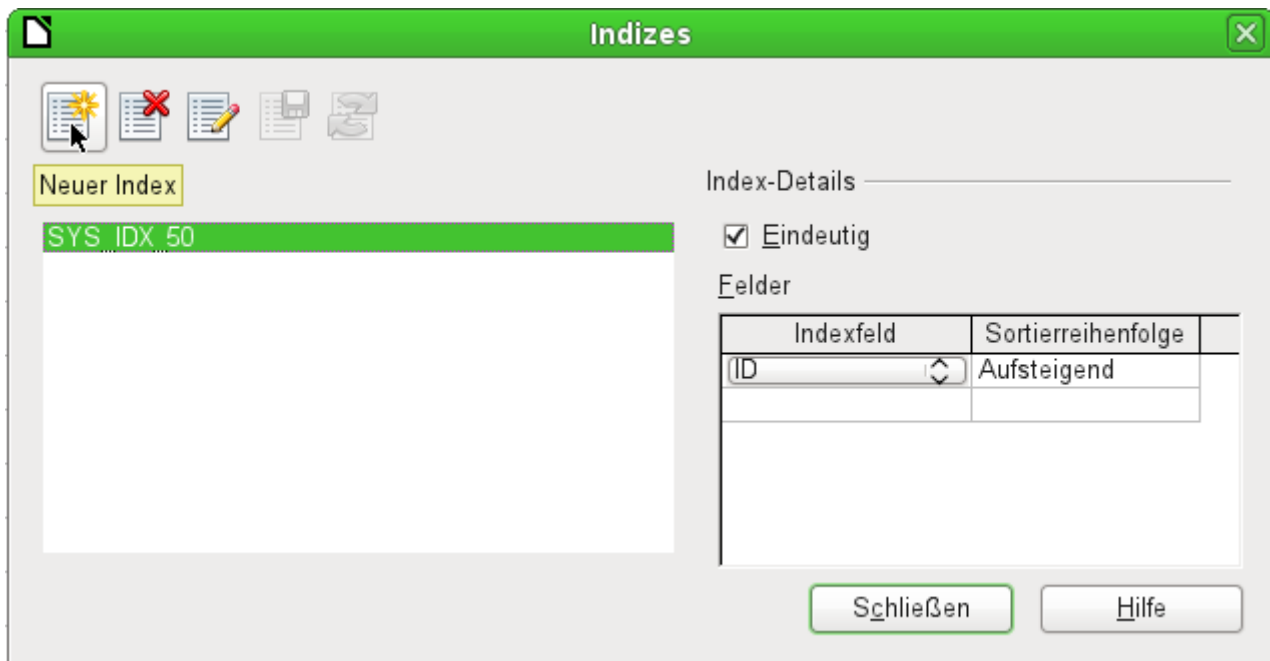 Indizes
Neuer Index
SYS_IDX_50
Index-Details
Eindeutig
Felder
Indexfeld Sortierreihenfolge
ID Aufsteigend
Schließen Hilfe